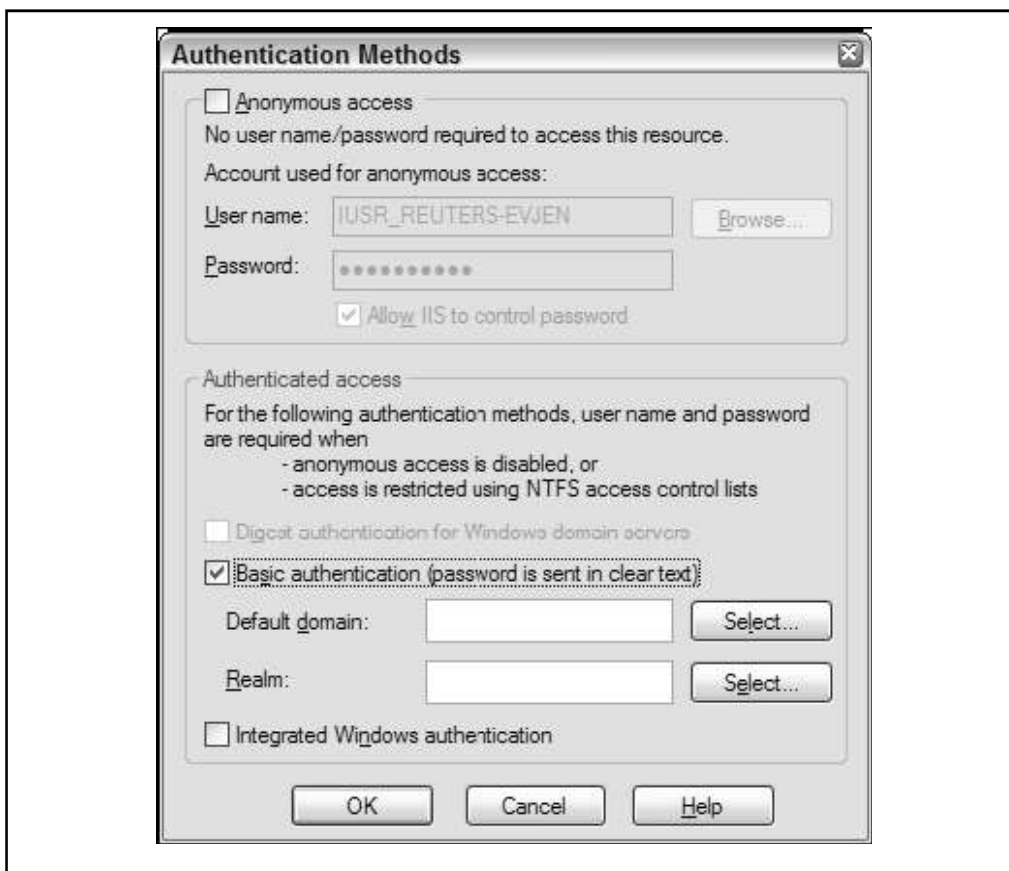 Authentication Methods
Anonymous access
No user name/password required to access this resource.
Account used for anonymous access:
User name: IUSR_REUTERS-EVJEN Browse...
Password: ●●●●●●●●●●
Allow IIS to control password
Authenticated access
For the following authentication methods, user name and password
are required when
- anonymous access is disabled, or
- access is restricted using NTFS access control lists
Digest authentication for Windows domain servers
Basic authentication (password is sent in clear text)
Default domain: Select...
Realm: Select...
Integrated Windows authentication
OK Cancel Help